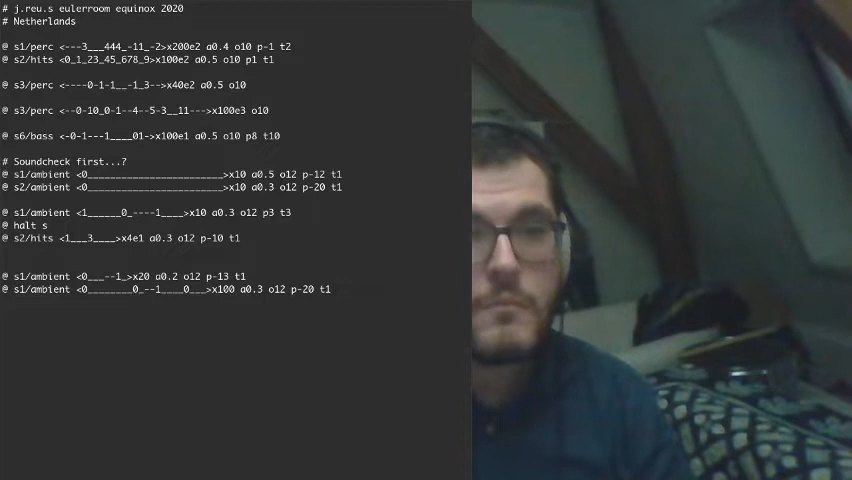 # j.reu.s eulerroom equinox 2020
# Netherlands
@ s1/perc <---3___444_-11_-2>x200e2 a0.4 o10 p-1 t2
@ s2/hits <0_1_23_45_678_9>x100e2 a0.5 o10 p1 t1
@ s3/perc <----0-1-1__-1_3-->x40e2 a0.5 o10
@ s3/perc <--0-10_0-1--4--5-3__11--->x100e3 o10
@ s6/bass <-0-1---1____01->x100e1 a0.5 o10 p8 t10
# Soundcheck first...?
@ s1/ambient <0________________________>x10 a0.5 o12 p-12 t1
@ s2/ambient <0________________________>x10 a0.3 o12 p-20 t1
@ s1/ambient <1______0_----1____>x10 a0.3 o12 p3 t3
@ halt s
@ s2/hits <1___3____>x4e1 a0.3 o12 p-10 t1
@ s1/ambient <0___--1_>x20 a0.2 o12 p-13 t1
@ s1/ambient <0________0_--1____0___>x100 a0.3 o12 p-20 t1